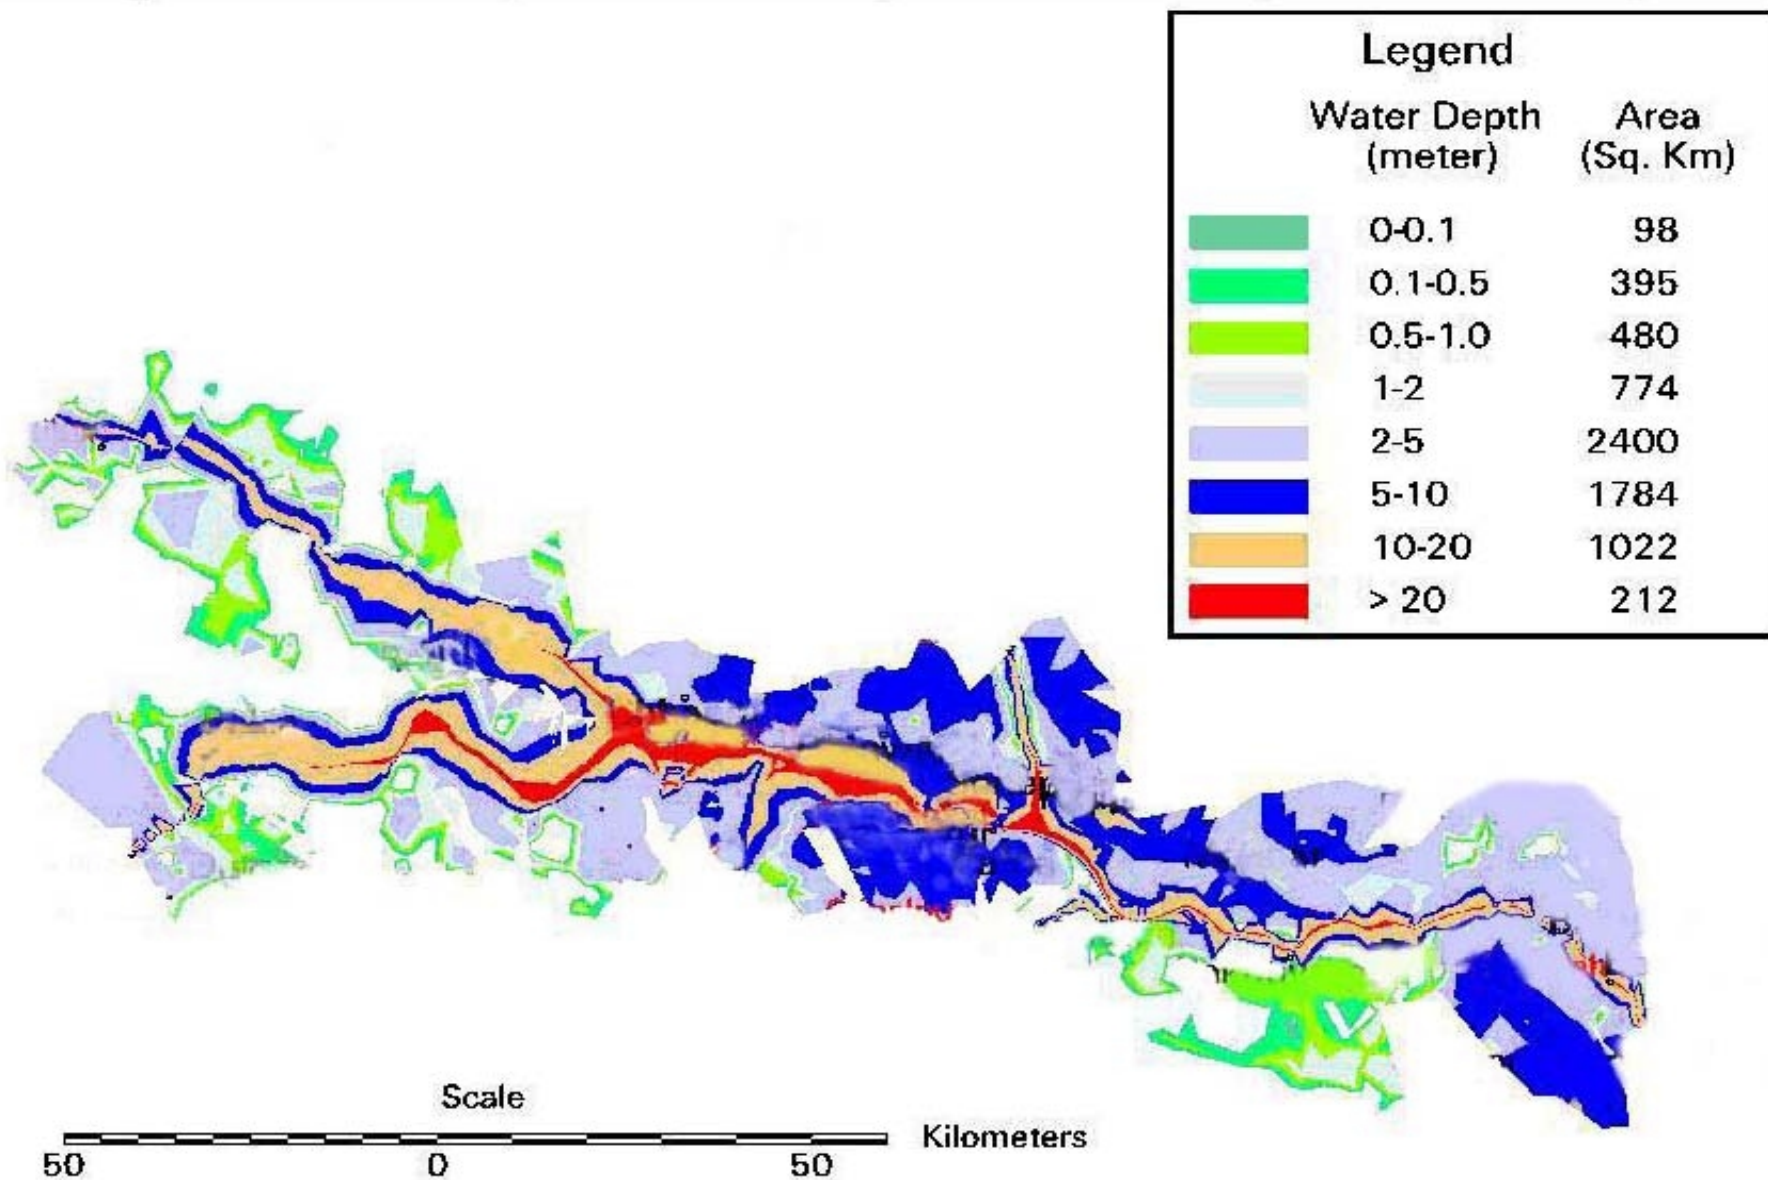 Legend
Water Depth Area
(meter) (Sq. Km)
0-0.1 98
0.1-0.5 395
0.5-1.0 480
1-2 774
2-5 2400
5-10 1784
10-20 1022
> 20 212
Scale
Kilometers
50 0 50